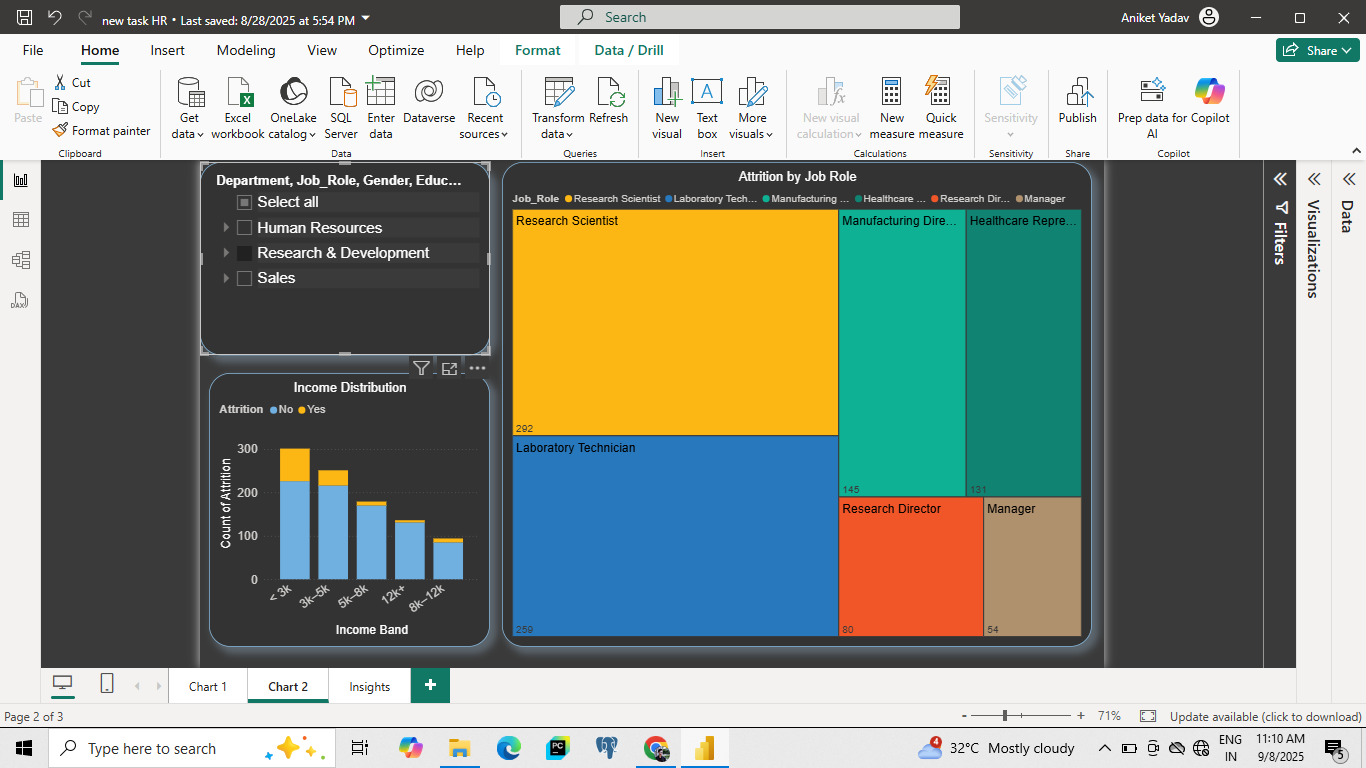 new task HR • Last saved: 8/28/2025 at 5:54 PM
Search
Aniket Yadav
File Home Insert Modeling View Optimize Help Format Data / Drill
Share
Paste
Cut
Copy
Format painter
Clipboard
Get data
Excel workbook
OneLake catalog
SQL Server
Enter data
Dataverse
Recent sources
Data
Transform data
Refresh
Queries
New visual
Text box
More visuals
Insert
New visual calculation
New measure
Quick measure
Calculations
Sensitivity
Sensitivity
Publish
Share
Prep data for AI
Copilot
Copilot
DAX
Department, Job_Role, Gender, Educ...
Select all
Human Resources
Research & Development
Sales
Income Distribution
Attrition No Yes
Count of Attrition
300
200
100
0
< 3k
3k–5k
5k–8k
12k+
8k–12k
Income Band
Attrition by Job Role
Job_Role Research Scientist Laboratory Tech... Manufacturing ... Healthcare ... Research Dir... Manager
Research Scientist
292
Laboratory Technician
259
Manufacturing Dire...
145
Healthcare Repre...
131
Research Director
80
Manager
54
Filters
Visualizations
Data
Chart 1
Chart 2
Insights
+
Page 2 of 3
- + 71%
Update available (click to download)
Type here to search
PC
32°C Mostly cloudy
ENG
IN
11:10 AM
9/8/2025
5